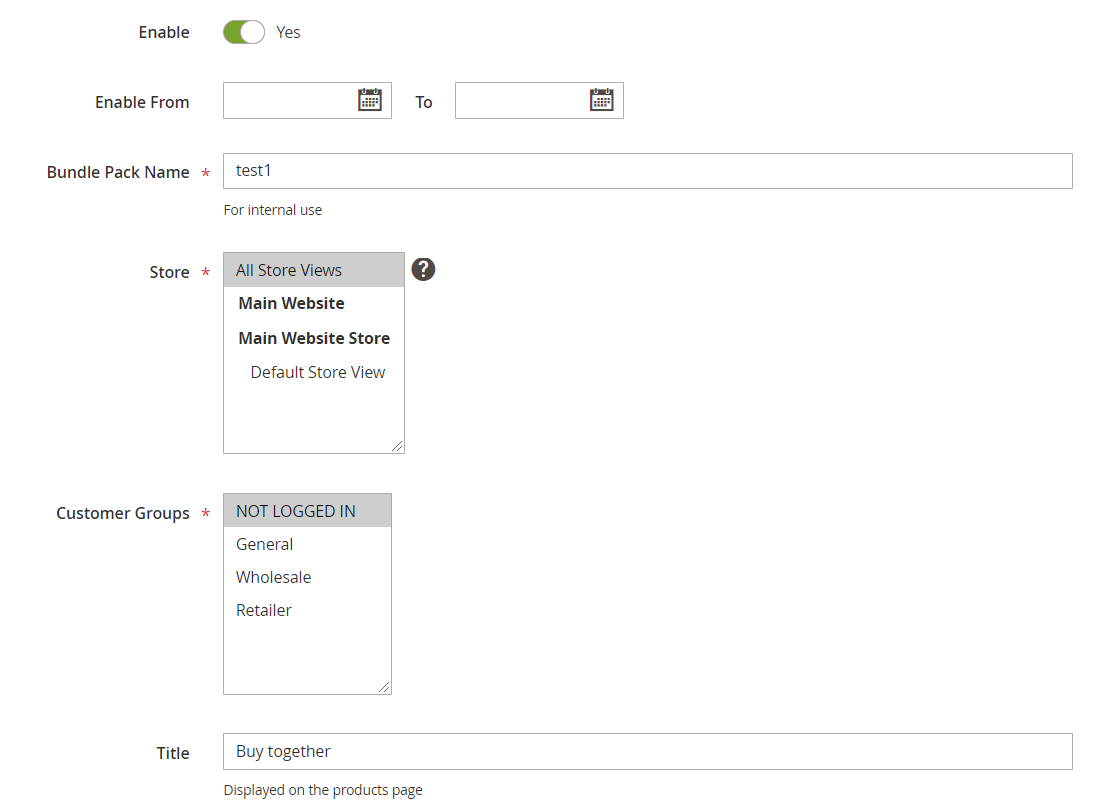 Enable Yes
Enable From To
Bundle Pack Name * test1
For internal use
Store * All Store Views ?
Main Website
Main Website Store
Default Store View
Customer Groups * NOT LOGGED IN
General
Wholesale
Retailer
Title Buy together
Displayed on the products page